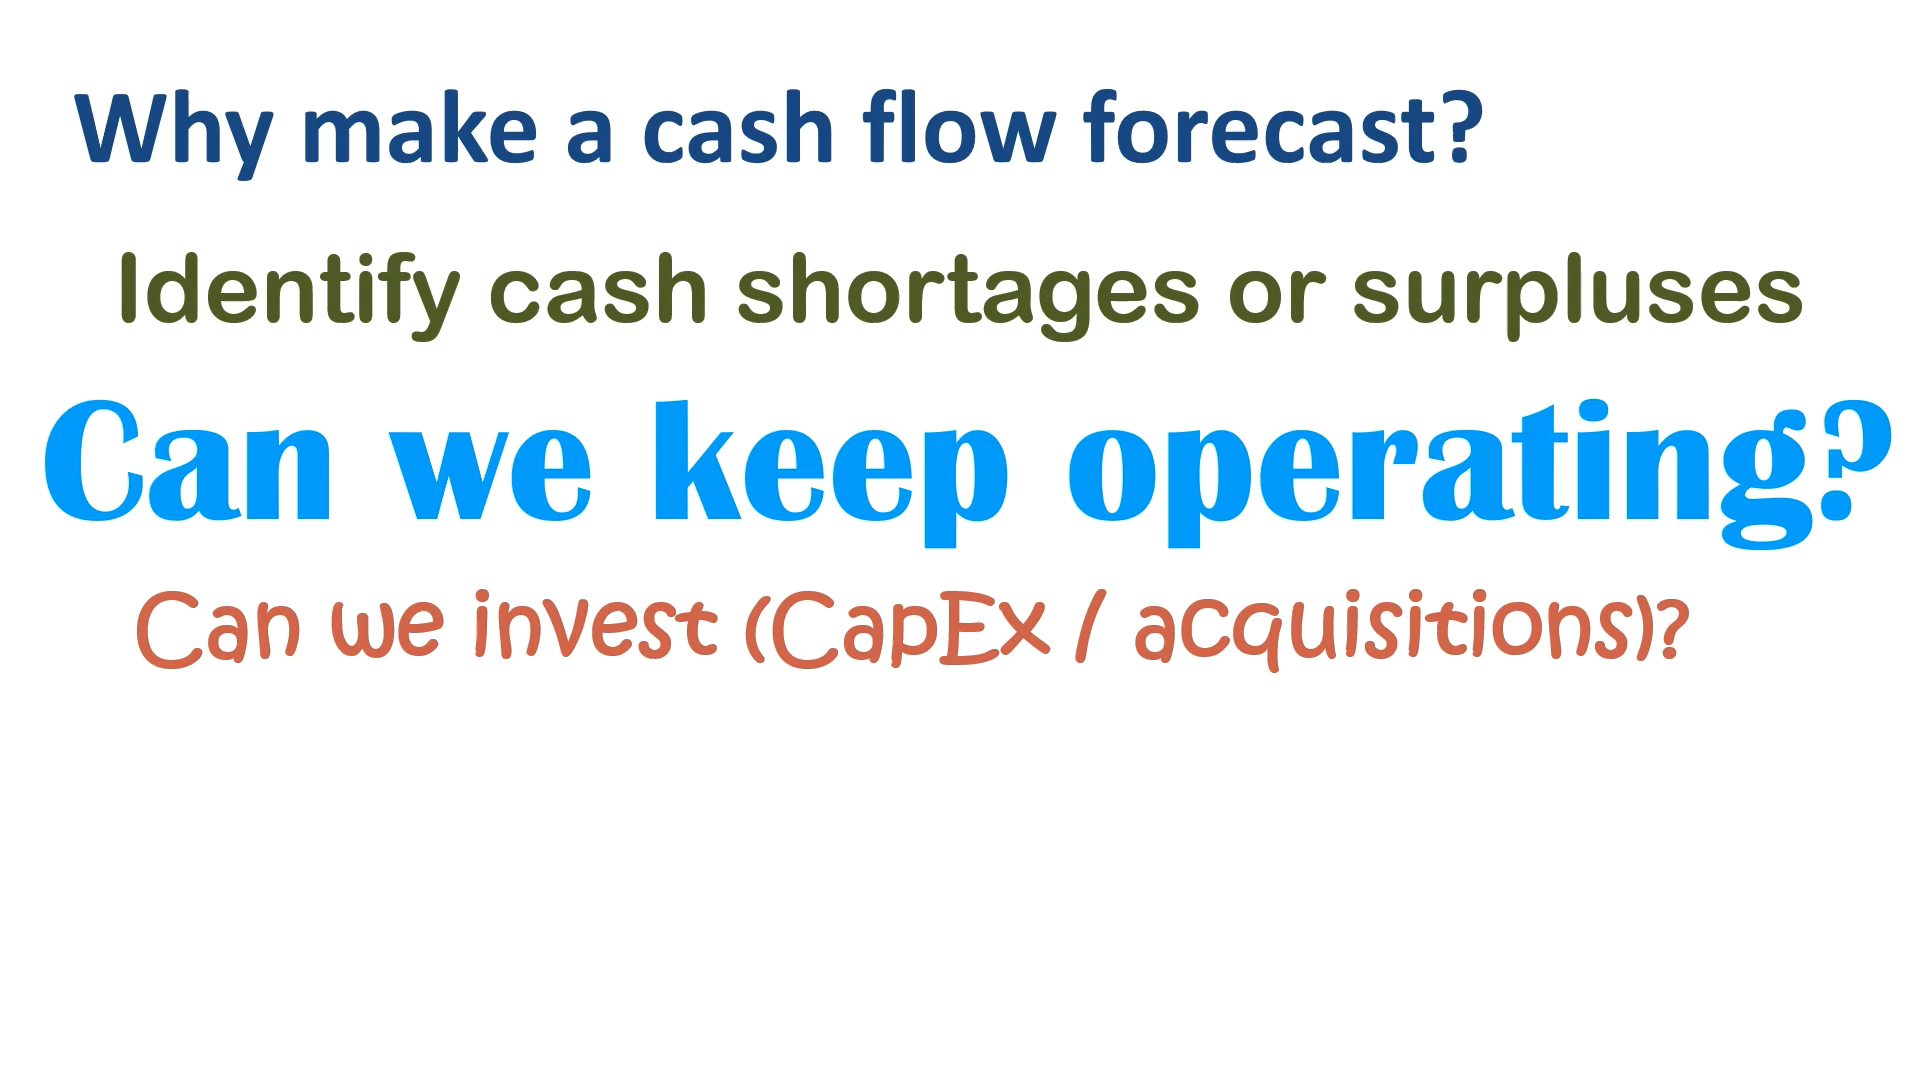 Why make a cash flow forecast?
Identify cash shortages or surpluses
Can we keep operating?
Can we invest (CapEx / acquisitions)?